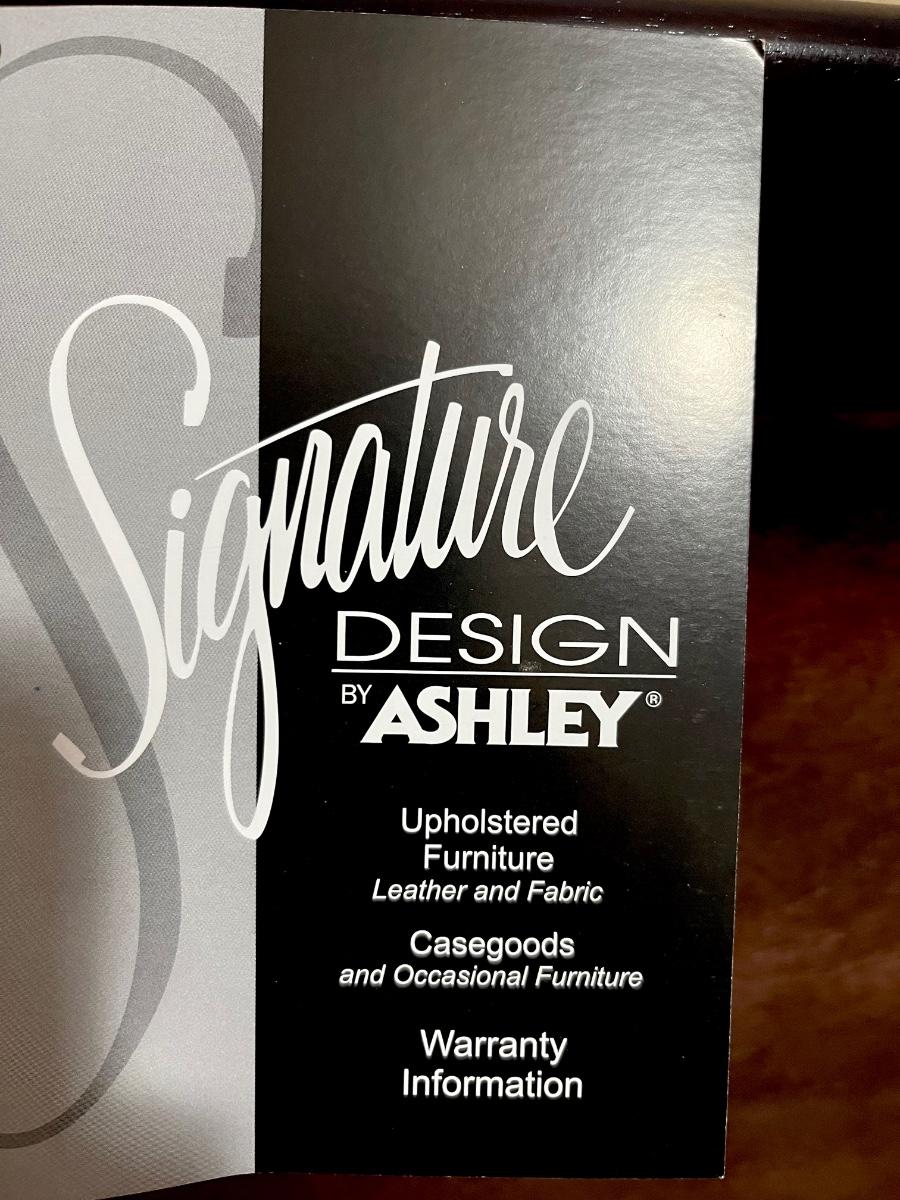 Signature
DESIGN
BY ASHLEY®
Upholstered
Furniture
Leather and Fabric
Casegoods
and Occasional Furniture
Warranty
Information